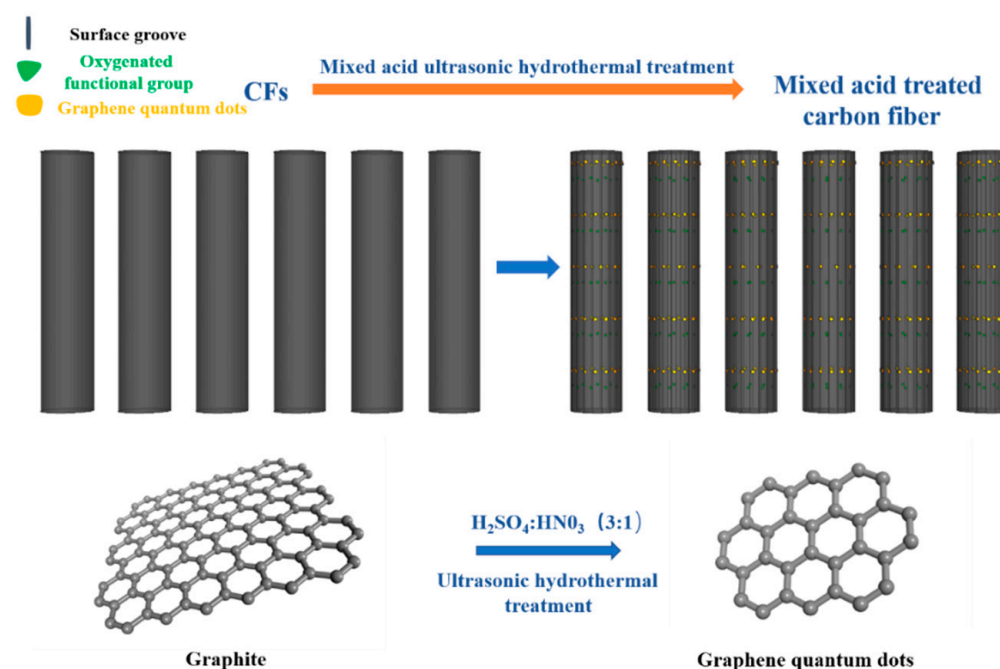 Surface groove
Oxygenated
functional group
Graphene quantum dots
CFs
Mixed acid ultrasonic hydrothermal treatment
Mixed acid treated
carbon fiber
H₂SO₄:HN0₃（3:1）
Ultrasonic hydrothermal
treatment
Graphite
Graphene quantum dots